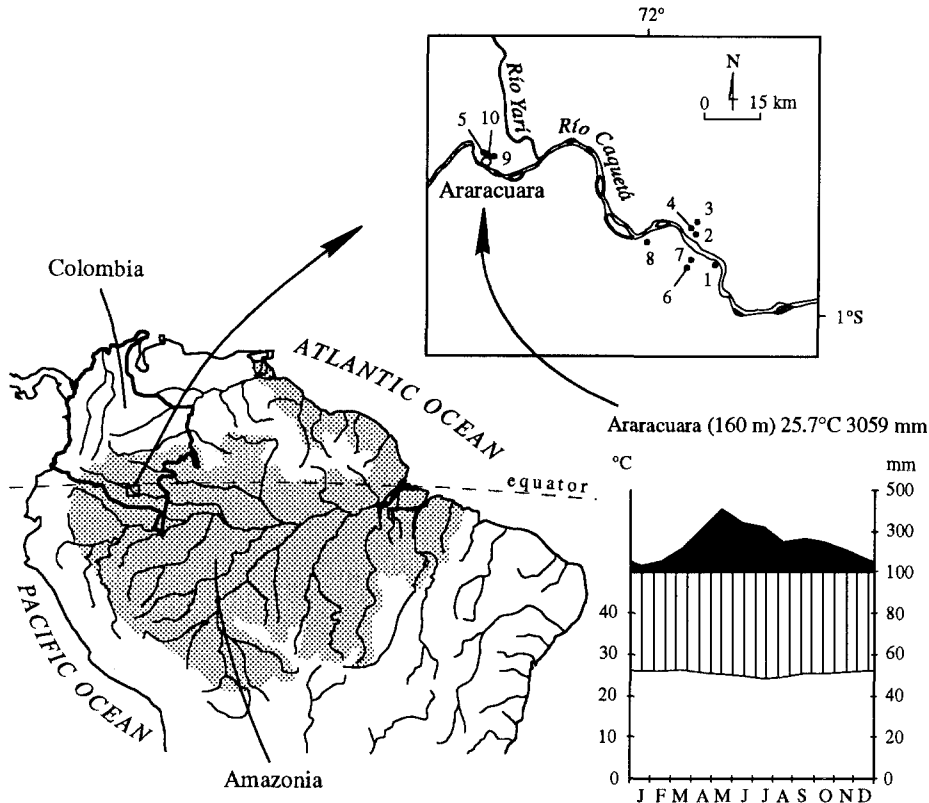 72°
N
0 15 km
Río Yarí
Río Caquetá
5 10
9
Araracuara
4 3
2
7
8 1
6
1°S
Colombia
ATLANTIC OCEAN
Araracuara (160 m) 25.7°C 3059 mm
°C mm
500
equator
300
100
40 80
30 60
PACIFIC OCEAN
20 40
10 20
0 0
J F M A M J J A S O N D
Amazonia